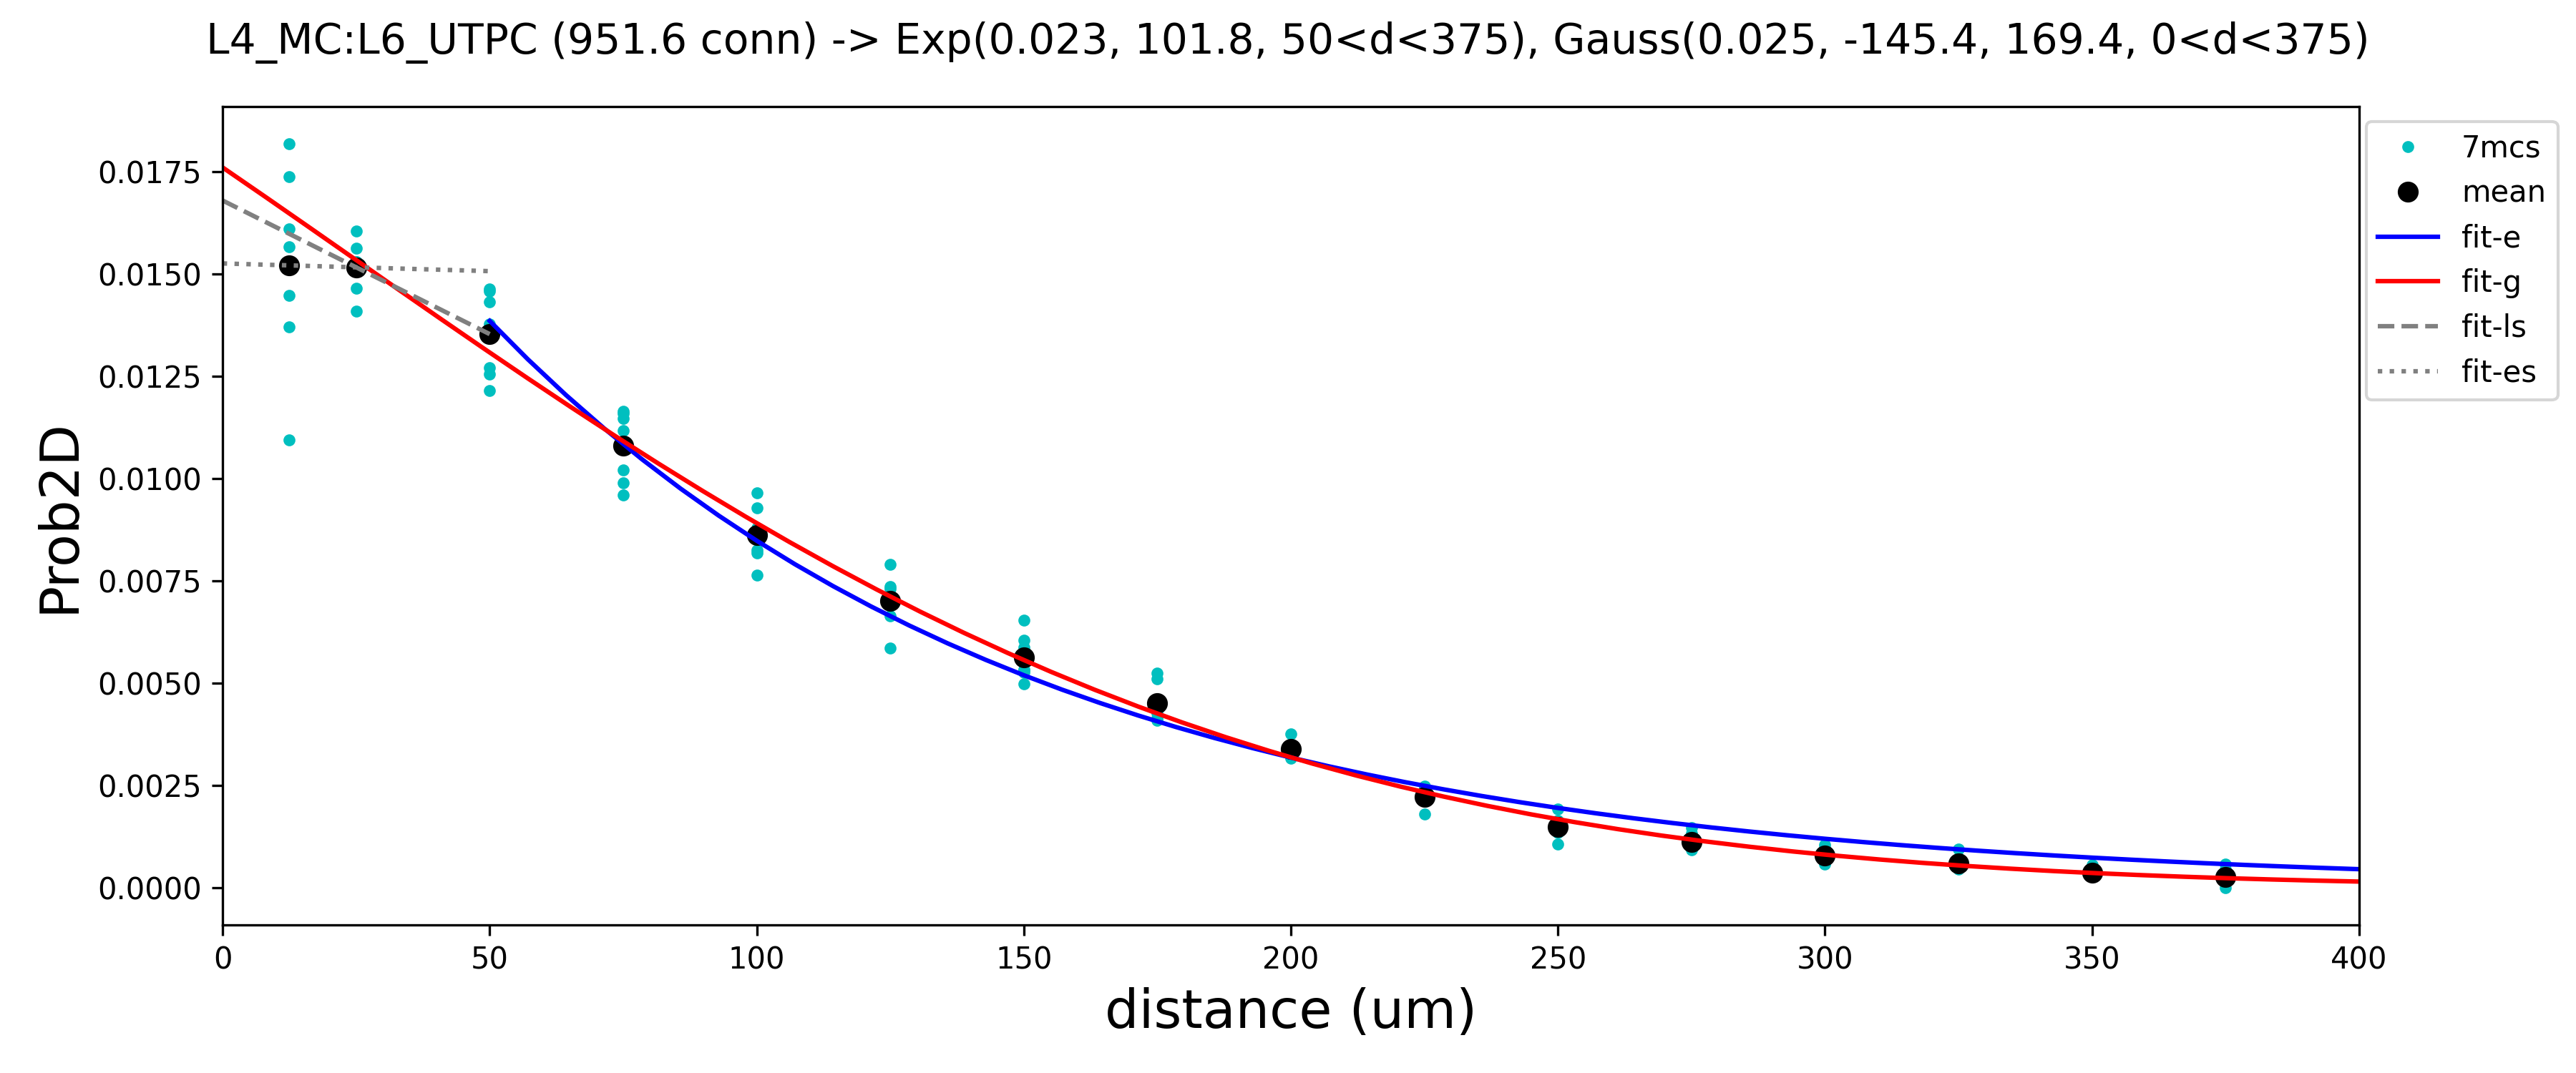 L4_MC:L6_UTPC (951.6 conn) -> Exp(0.023, 101.8, 50<d<375), Gauss(0.025, -145.4, 169.4, 0<d<375)
7mcs
mean
fit-e
fit-g
fit-ls
fit-es
Prob2D
0.0175
0.0150
0.0125
0.0100
0.0075
0.0050
0.0025
0.0000
0 50 100 150 200 250 300 350 400
distance (um)